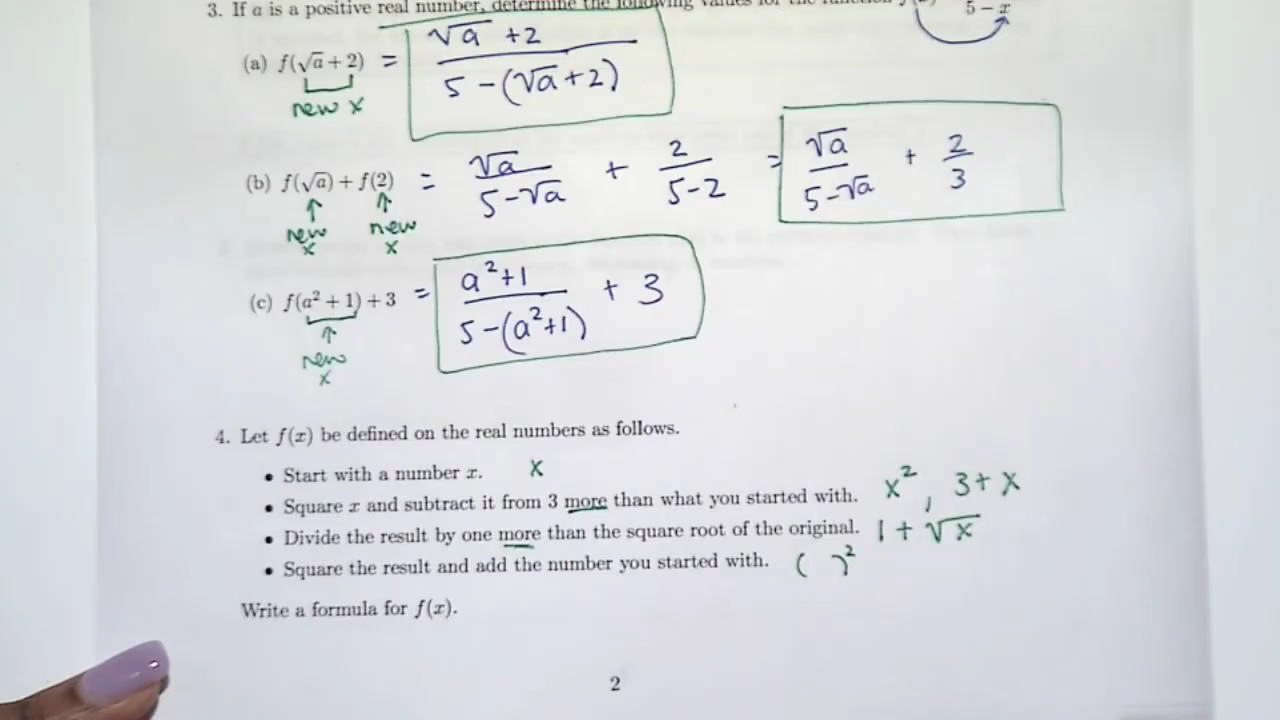 3. If a is a positive real number, determine the following values for the function
5 − x
(a) f(√a + 2) = (√a + 2)/(5 − (√a + 2))
new x
(b) f(√a) + f(2) = √a/(5 − √a) + 2/(5 − 2) = √a/(5 − √a) + 2/3
new x new x
(c) f(a² + 1) + 3 = (a² + 1)/(5 − (a² + 1)) + 3
new x
4. Let f(x) be defined on the real numbers as follows.
• Start with a number x. x
• Square x and subtract it from 3 more than what you started with. x² , 3 + x
• Divide the result by one more than the square root of the original. 1 + √x
• Square the result and add the number you started with. ( )²
Write a formula for f(x).
2